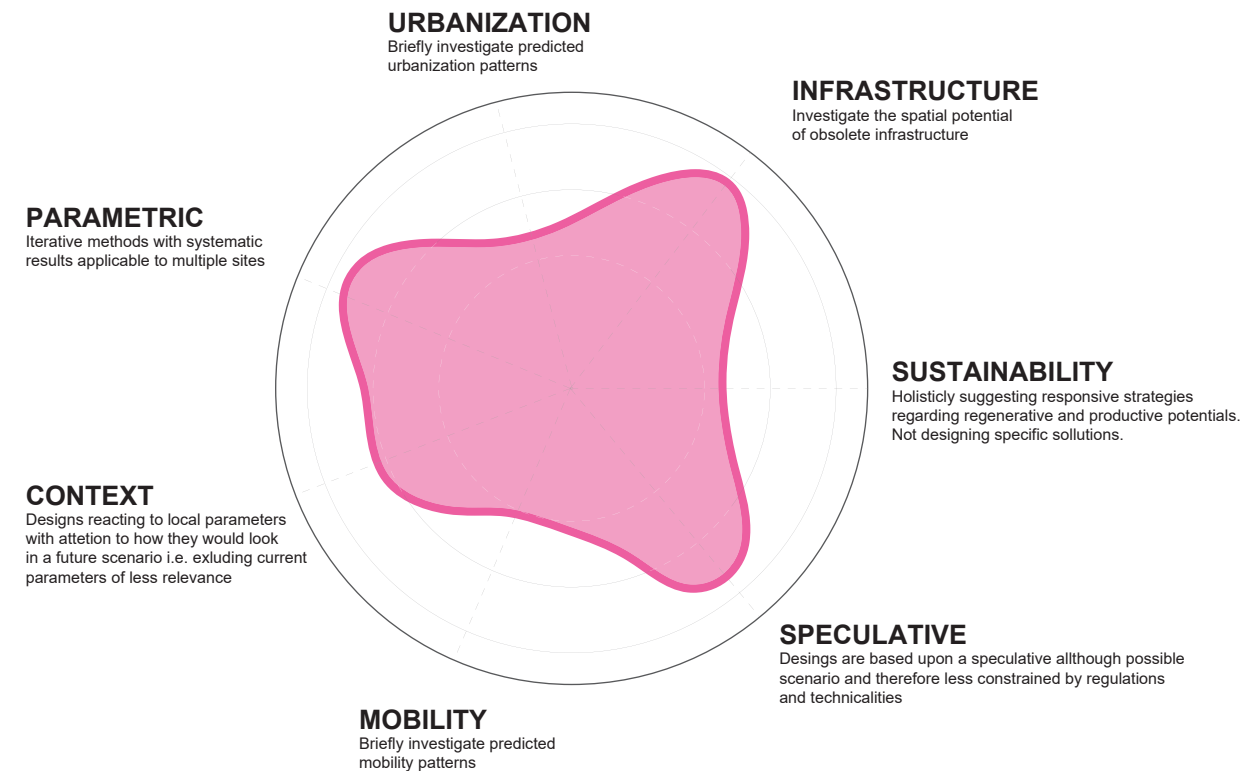 URBANIZATION
Briefly investigate predicted
urbanization patterns
INFRASTRUCTURE
Investigate the spatial potential
of obsolete infrastructure
PARAMETRIC
Iterative methods with systematic
results applicable to multiple sites
SUSTAINABILITY
Holisticly suggesting responsive strategies
regarding regenerative and productive potentials.
Not designing specific sollutions.
CONTEXT
Designs reacting to local parameters
with attetion to how they would look
in a future scenario i.e. exluding current
parameters of less relevance
SPECULATIVE
Desings are based upon a speculative allthough possible
scenario and therefore less constrained by regulations
and technicalities
MOBILITY
Briefly investigate predicted
mobility patterns